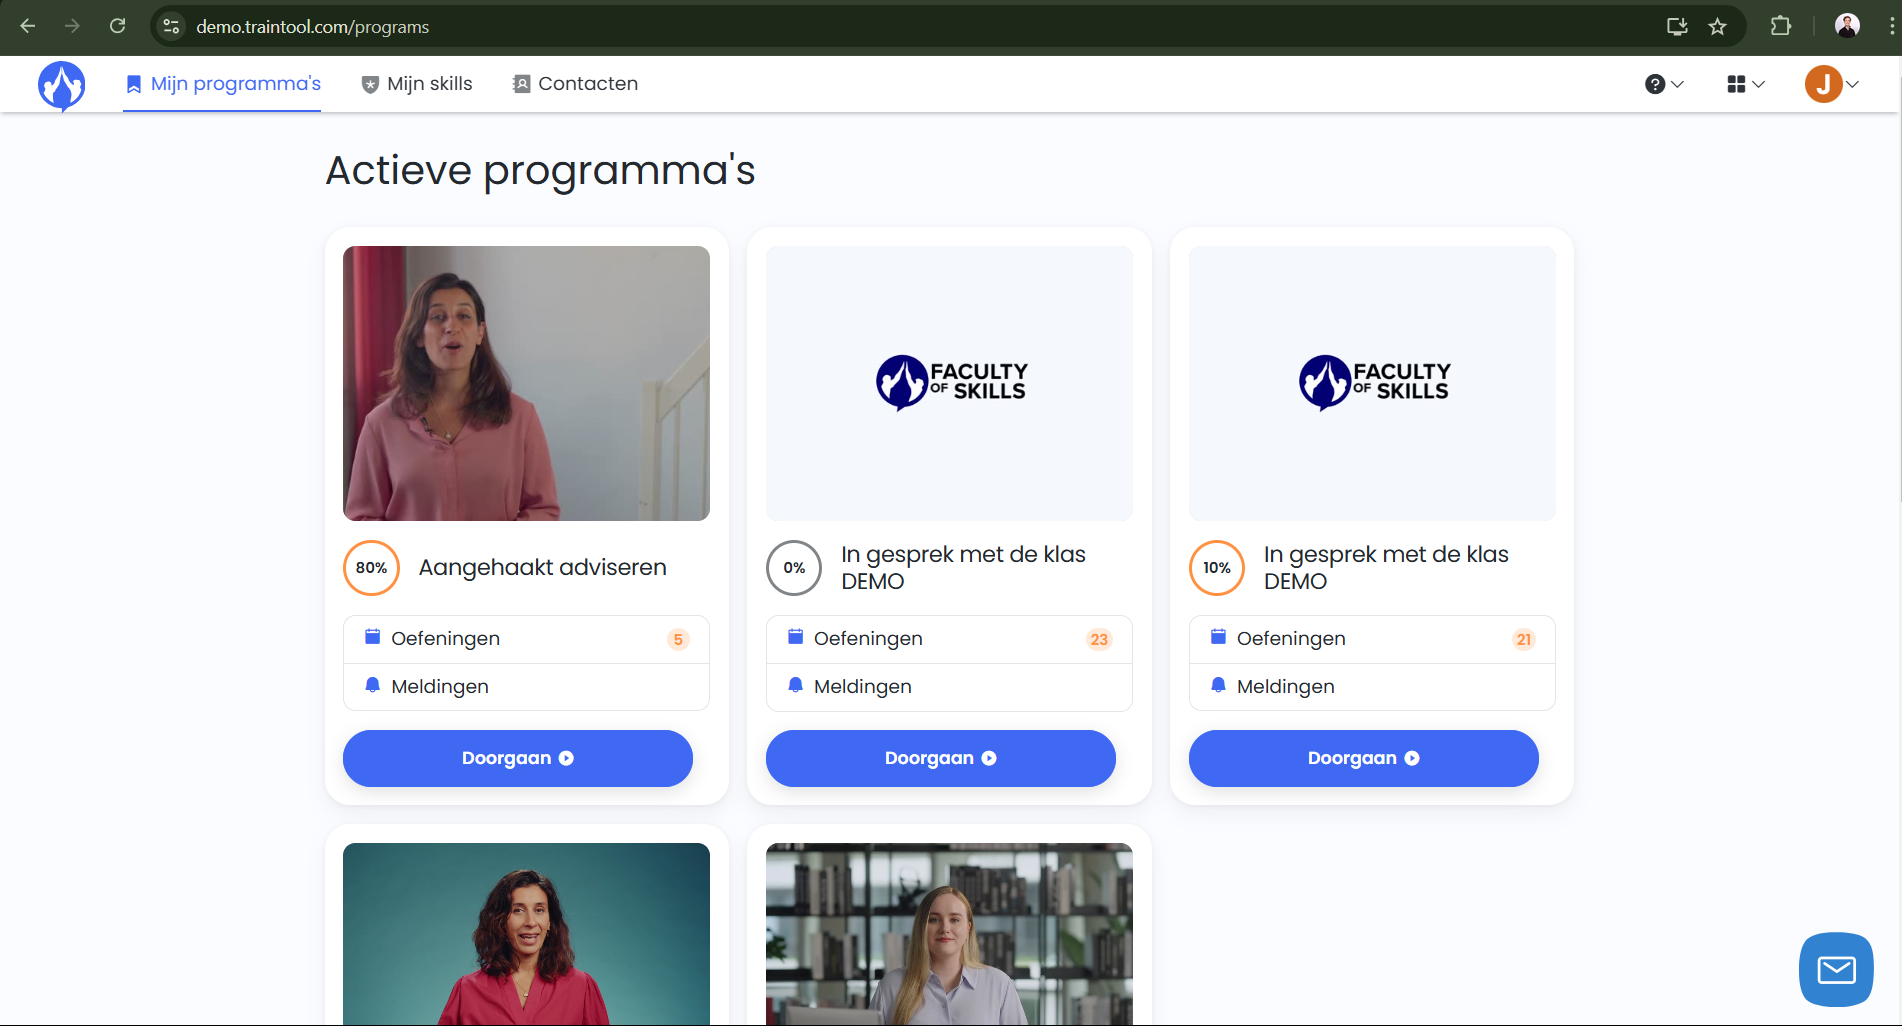 demo.traintool.com/programs
Mijn programma's
Mijn skills
Contacten
?
J
Actieve programma's
FACULTY
OF SKILLS
FACULTY
OF SKILLS
80%
Aangehaakt adviseren
0%
In gesprek met de klas
DEMO
10%
In gesprek met de klas
DEMO
Oefeningen 5
Oefeningen 23
Oefeningen 21
Meldingen
Meldingen
Meldingen
Doorgaan
Doorgaan
Doorgaan